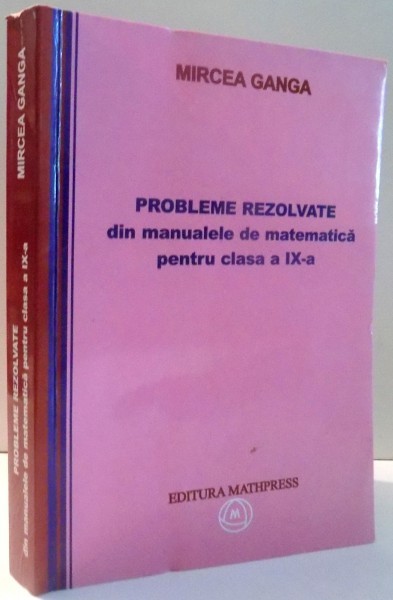 MIRCEA GANGA
PROBLEME REZOLVATE
din manualele de matematică
pentru clasa a IX-a
EDITURA MATHPRESS
M
MIRCEA GANGA
PROBLEME REZOLVATE
din manualele de matematică pentru clasa a IX-a